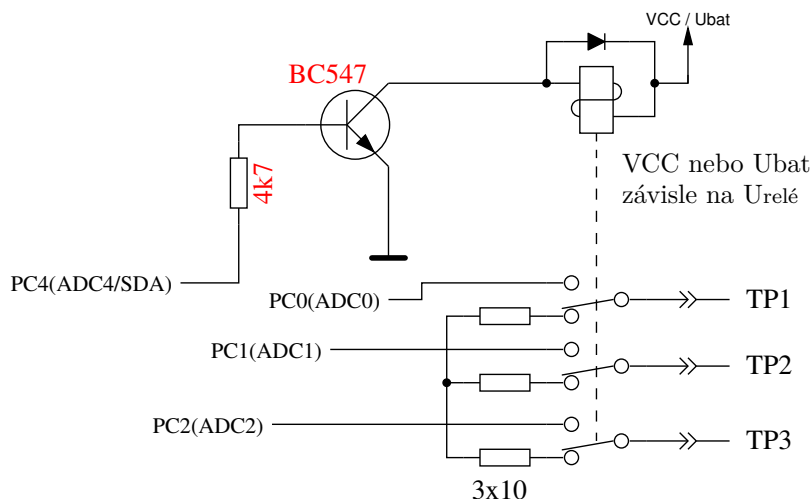 VCC / Ubat
BC547
VCC nebo Ubat
závisle na Urelé
4k7
PC4(ADC4/SDA)
PC0(ADC0)
TP1
PC1(ADC1)
TP2
PC2(ADC2)
TP3
3x10